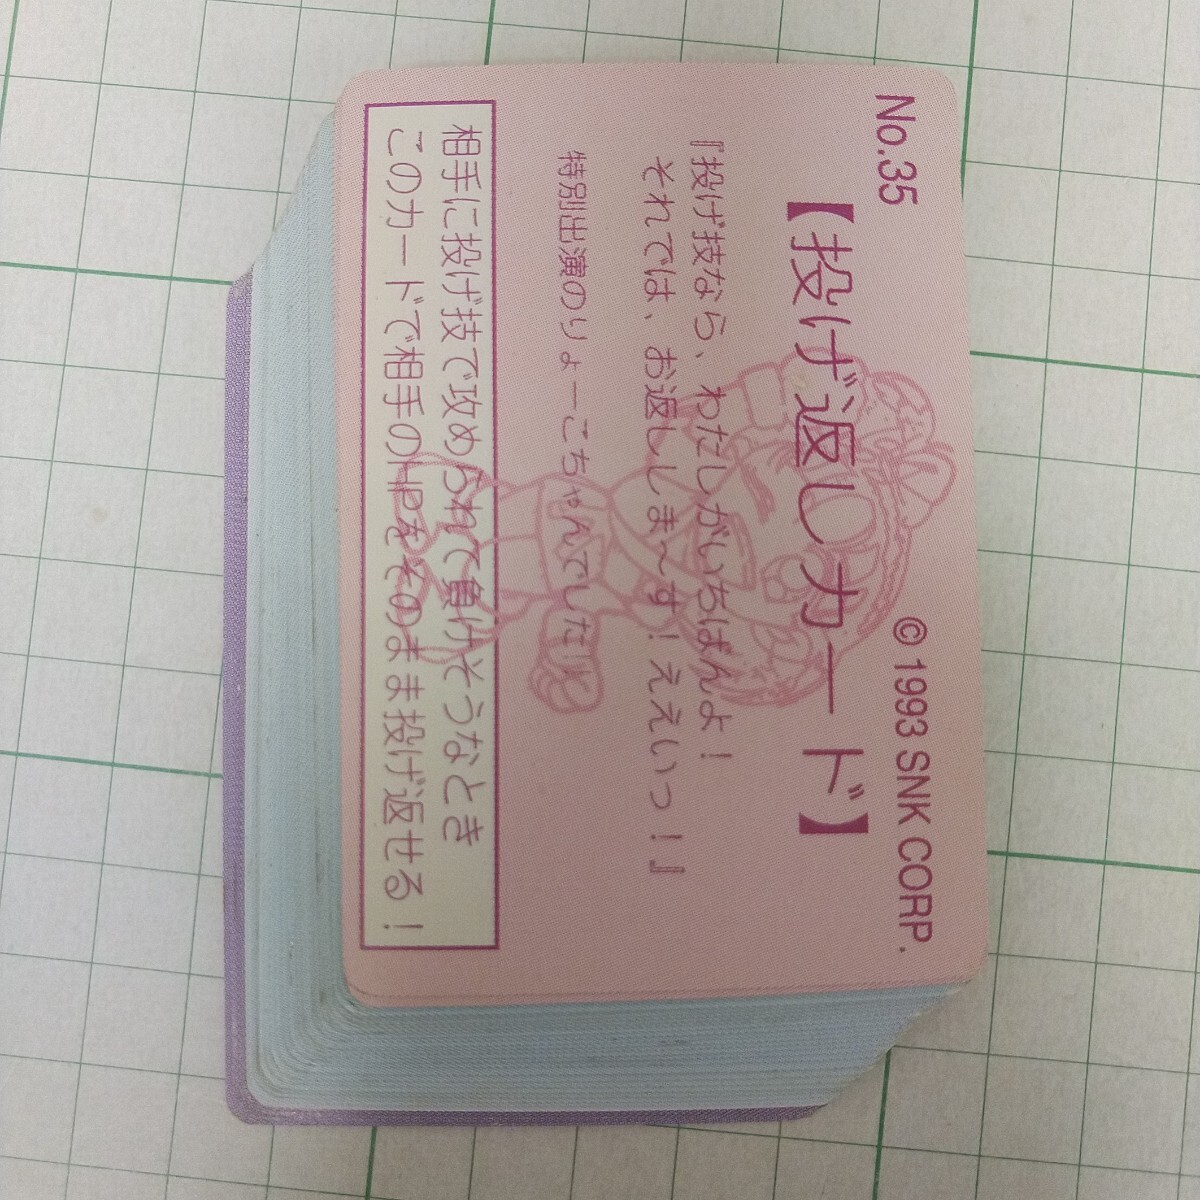 No.35
© 1993 SNK CORP.
【投げ返しカード】
『投げ技なら、わたしがいちばんよ！
それでは、お返ししま〜す！ええいっ！』
特別出演のりょーこちゃんでした！！
相手に投げ技で攻められて負けそうなとき
このカードで相手のHPをそのまま投げ返せる！